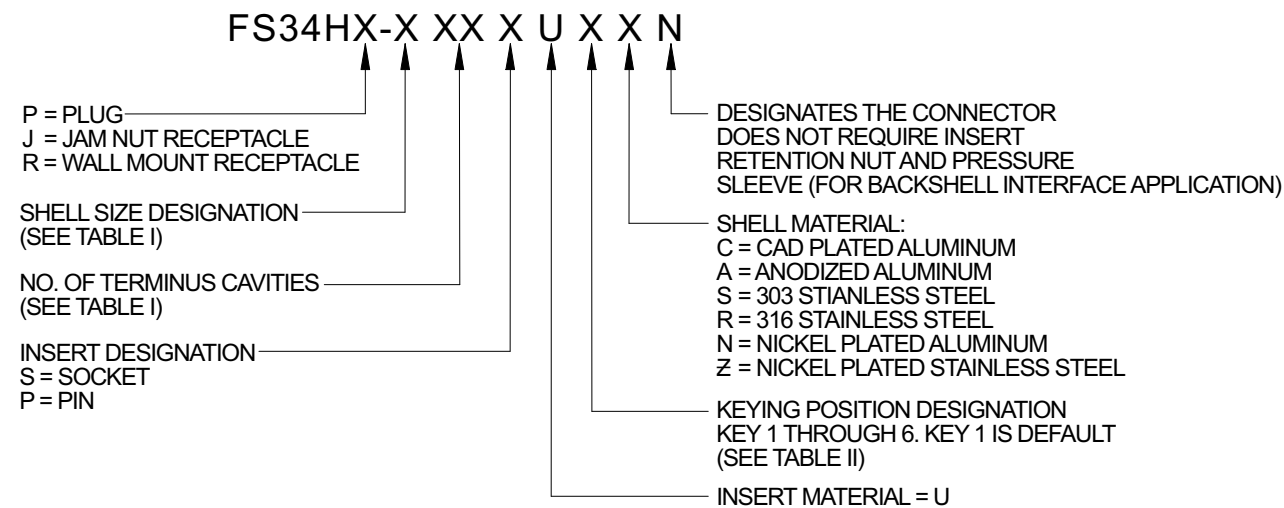 FS34HX-X XX X U X X N
P = PLUG
J = JAM NUT RECEPTACLE
R = WALL MOUNT RECEPTACLE
SHELL SIZE DESIGNATION
(SEE TABLE I)
NO. OF TERMINUS CAVITIES
(SEE TABLE I)
INSERT DESIGNATION
S = SOCKET
P = PIN
DESIGNATES THE CONNECTOR
DOES NOT REQUIRE INSERT
RETENTION NUT AND PRESSURE
SLEEVE (FOR BACKSHELL INTERFACE APPLICATION)
SHELL MATERIAL:
C = CAD PLATED ALUMINUM
A = ANODIZED ALUMINUM
S = 303 STIANLESS STEEL
R = 316 STAINLESS STEEL
N = NICKEL PLATED ALUMINUM
Ƶ = NICKEL PLATED STAINLESS STEEL
KEYING POSITION DESIGNATION
KEY 1 THROUGH 6. KEY 1 IS DEFAULT
(SEE TABLE II)
INSERT MATERIAL = U